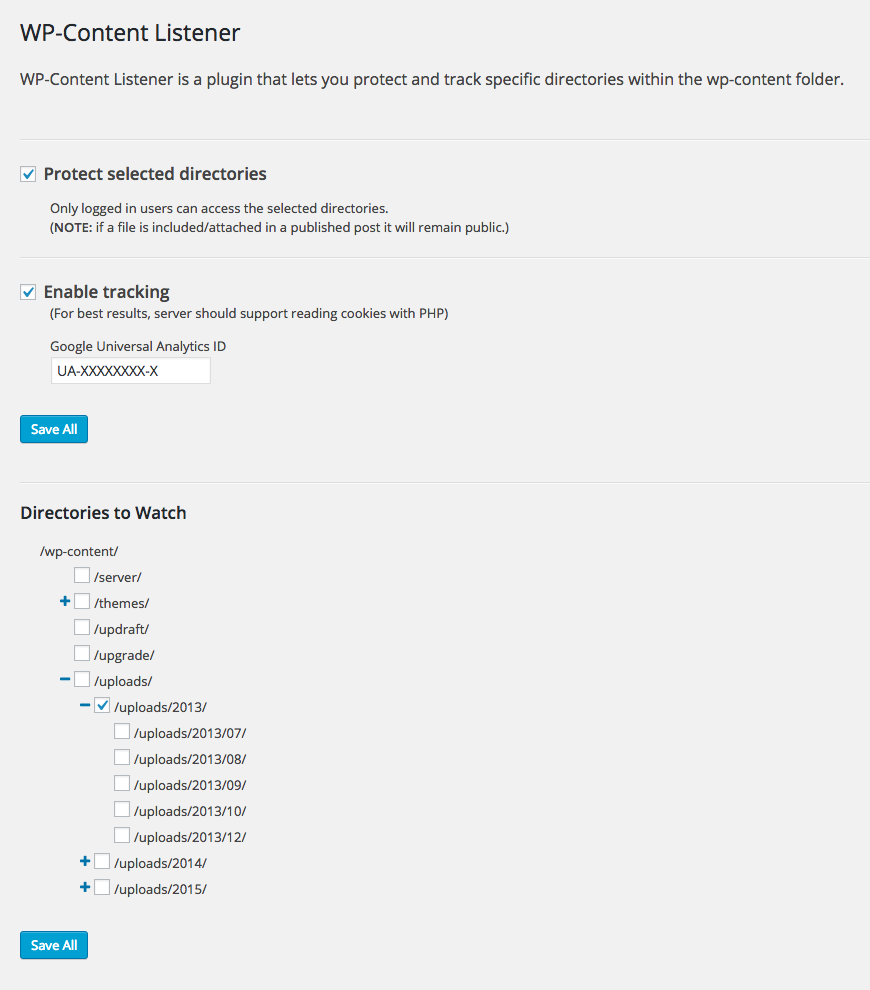 WP-Content Listener
WP-Content Listener is a plugin that lets you protect and track specific directories within the wp-content folder.
Protect selected directories
Only logged in users can access the selected directories.
(NOTE: if a file is included/attached in a published post it will remain public.)
Enable tracking
(For best results, server should support reading cookies with PHP)
Google Universal Analytics ID
UA-XXXXXXXX-X
Save All
Directories to Watch
/wp-content/
/server/
/themes/
/updraft/
/upgrade/
/uploads/
/uploads/2013/
/uploads/2013/07/
/uploads/2013/08/
/uploads/2013/09/
/uploads/2013/10/
/uploads/2013/12/
/uploads/2014/
/uploads/2015/
Save All